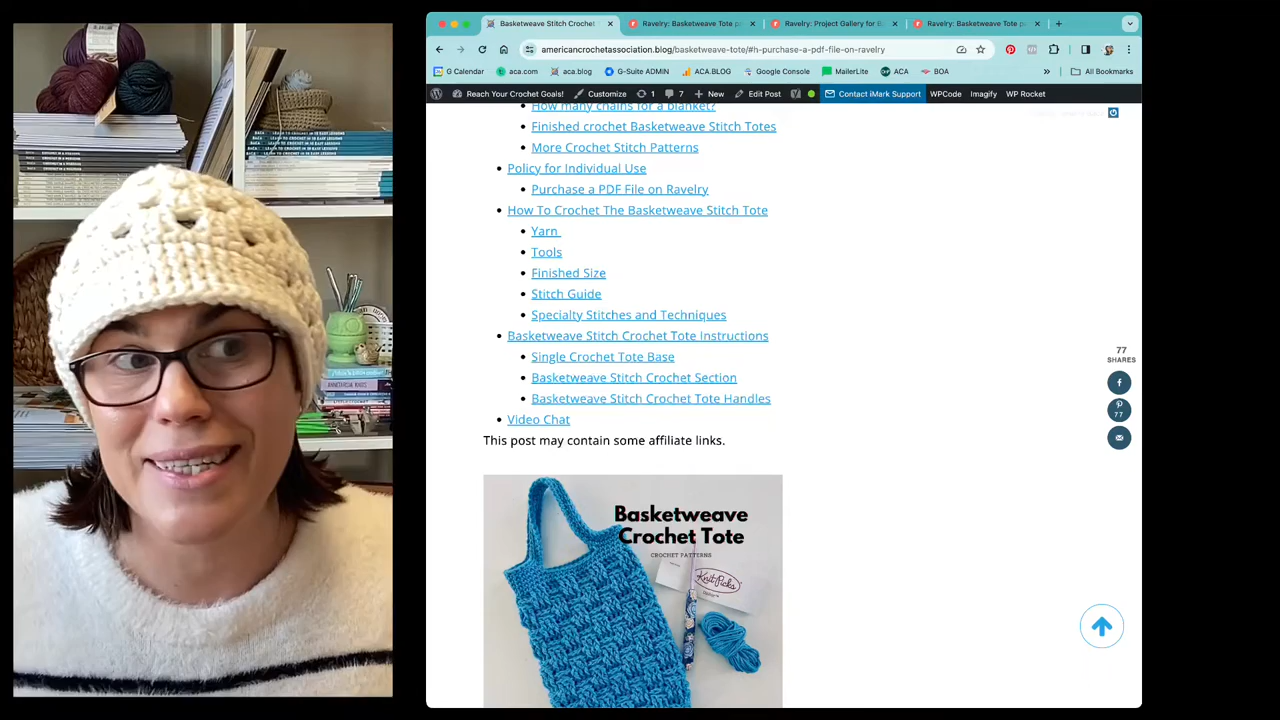 Basketweave Stitch Crochet
Ravelry: Basketweave Tote pa
Ravelry: Project Gallery for B
Ravelry: Basketweave Tote pa
americancrochetassociation.blog/basketweave-tote/#h-purchase-a-pdf-file-on-ravelry
G Calendar
aca.com
aca.blog
G-Suite ADMIN
ACA.BLOG
Google Console
MailerLite
ACA
BOA
All Bookmarks
Reach Your Crochet Goals!
Customize
1
7
New
Edit Post
Contact iMark Support
WPCode
Imagify
WP Rocket
How many chains for a blanket?
Finished crochet Basketweave Stitch Totes
More Crochet Stitch Patterns
Policy for Individual Use
Purchase a PDF File on Ravelry
How To Crochet The Basketweave Stitch Tote
Yarn
Tools
Finished Size
Stitch Guide
Specialty Stitches and Techniques
Basketweave Stitch Crochet Tote Instructions
Single Crochet Tote Base
Basketweave Stitch Crochet Section
Basketweave Stitch Crochet Tote Handles
Video Chat
This post may contain some affiliate links.
77
SHARES
77
Basketweave
Crochet Tote
CROCHET PATTERNS
Knit Picks